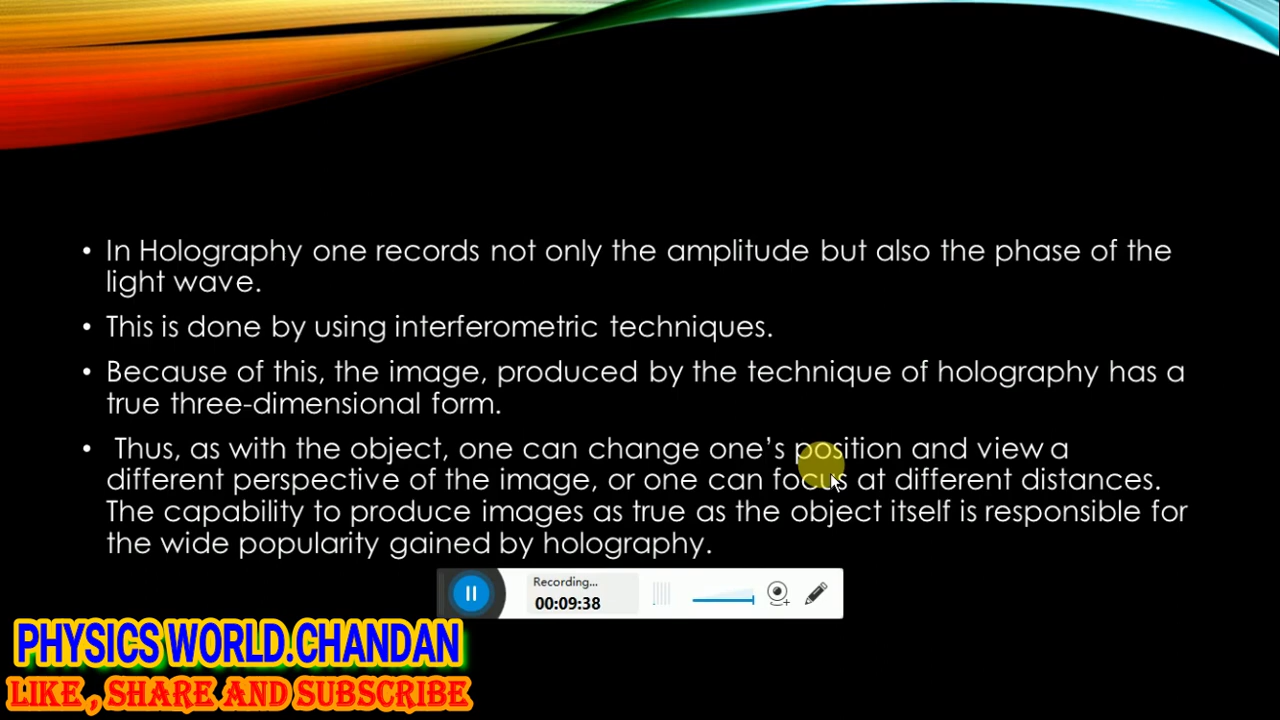 • In Holography one records not only the amplitude but also the phase of the
light wave.
• This is done by using interferometric techniques.
• Because of this, the image, produced by the technique of holography has a
true three-dimensional form.
• Thus, as with the object, one can change one's position and view a
different perspective of the image, or one can focus at different distances.
The capability to produce images as true as the object itself is responsible for
the wide popularity gained by holography.
Recording...
00:09:38
PHYSICS WORLD.CHANDAN
LIKE , SHARE AND SUBSCRIBE